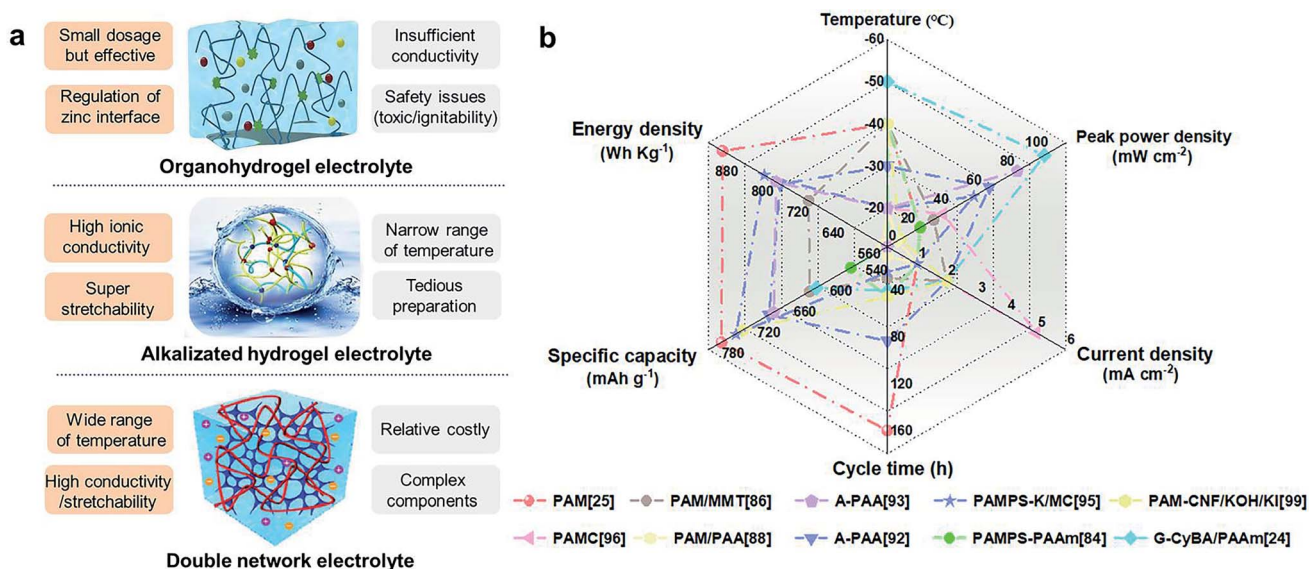 a
Small dosage
but effective
Insufficient
conductivity
Regulation of
zinc interface
Safety issues
(toxic/ignitability)
Organohydrogel electrolyte
High ionic
conductivity
Narrow range
of temperature
Super
stretchability
Tedious
preparation
Alkalizated hydrogel electrolyte
Wide range
of temperature
Relative costly
High conductivity
/stretchability
Complex
components
Double network electrolyte
b
Temperature (°C)
-60
-50
-40
-30
-20
Peak power density
(mW cm-2)
100
80
60
40
20
0
Current density
(mA cm-2)
1
2
3
4
5
6
Cycle time (h)
40
80
120
160
Specific capacity
(mAh g-1)
540
600
660
720
780
Energy density
(Wh Kg-1)
880
800
720
640
560
PAM[25]
PAM/MMT[86]
A-PAA[93]
PAMPS-K/MC[95]
PAM-CNF/KOH/KI[99]
PAMC[96]
PAM/PAA[88]
A-PAA[92]
PAMPS-PAAm[84]
G-CyBA/PAAm[24]